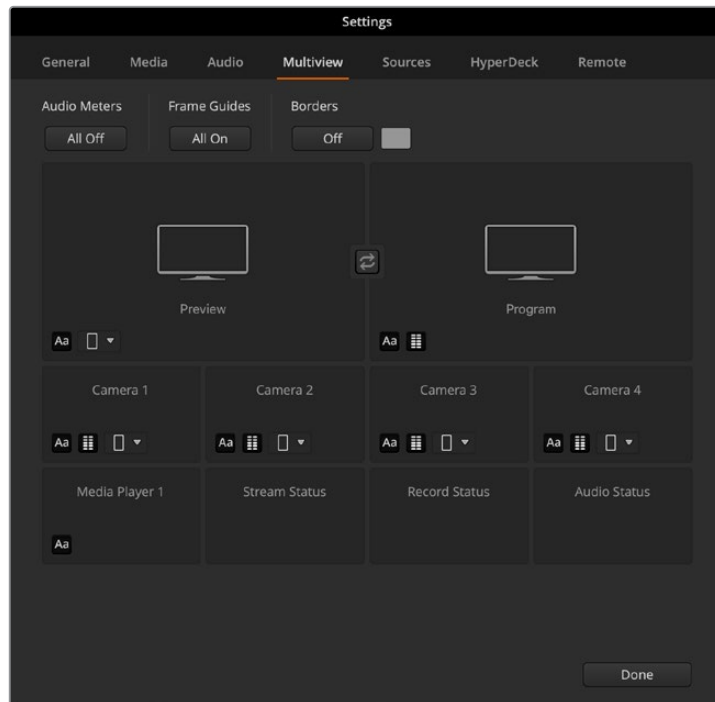 Settings
General Media Audio Multiview Sources HyperDeck Remote
Audio Meters Frame Guides Borders
All Off All On Off
Preview Program
Aa Aa
Camera 1 Camera 2 Camera 3 Camera 4
Aa Aa Aa Aa
Media Player 1 Stream Status Record Status Audio Status
Aa
Done